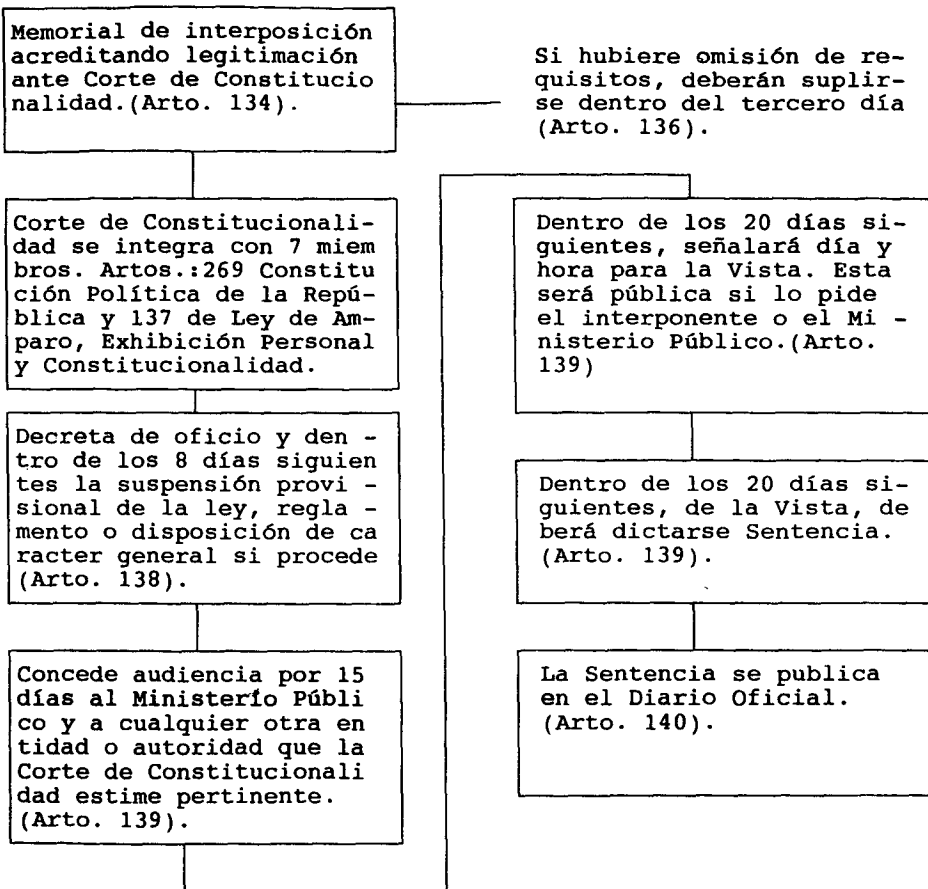 Memorial de interposición
acreditando legitimación
ante Corte de Constitucio
nalidad.(Arto. 134).
Si hubiere omisión de re-
quisitos, deberán suplir-
se dentro del tercero día
(Arto. 136).
Corte de Constitucionali-
dad se integra con 7 miem
bros. Artos.:269 Constitu
ción Política de la Repú-
blica y 137 de Ley de Am-
paro, Exhibición Personal
y Constitucionalidad.
Decreta de oficio y den -
tro de los 8 días siguien
tes la suspensión provi -
sional de la ley, regla -
mento o disposición de ca
racter general si procede
(Arto. 138).
Concede audiencia por 15
días al Ministerío Públi
co y a cualquier otra en
tidad o autoridad que la
Corte de Constitucionali
dad estime pertinente.
(Arto. 139).
Dentro de los 20 días si-
guientes, señalará día y
hora para la Vista. Esta
será pública si lo pide
el interponente o el Mi -
nisterio Público.(Arto.
139)
Dentro de los 20 días si-
guientes, de la Vista, de
berá dictarse Sentencia.
(Arto. 139).
La Sentencia se publica
en el Diario Oficial.
(Arto. 140).